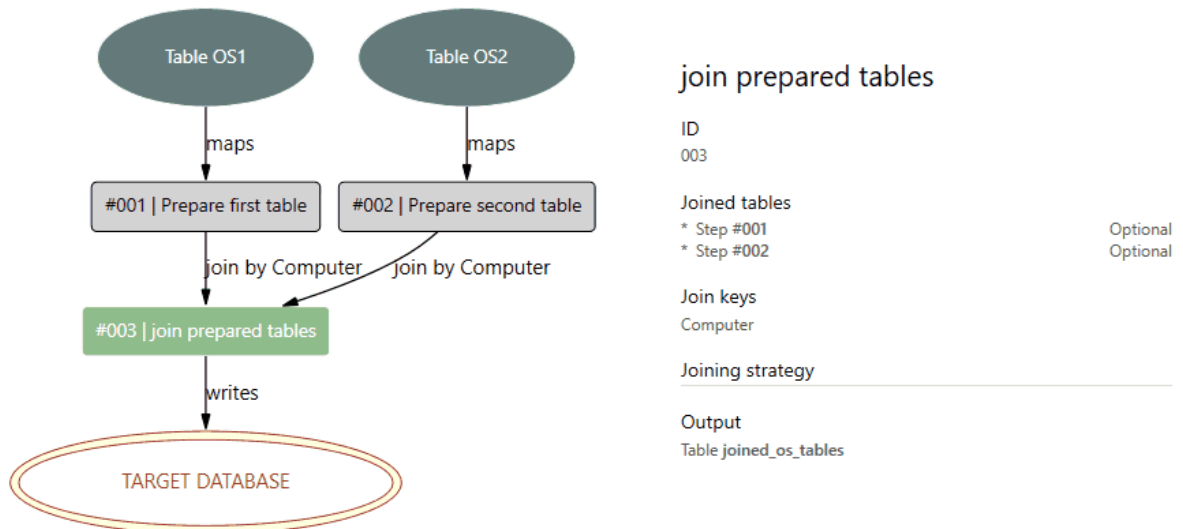 Table OS1
Table OS2
maps
maps
#001 | Prepare first table
#002 | Prepare second table
join by Computer
join by Computer
#003 | join prepared tables
writes
TARGET DATABASE
join prepared tables
ID
003
Joined tables
* Step #001 Optional
* Step #002 Optional
Join keys
Computer
Joining strategy
Output
Table joined_os_tables